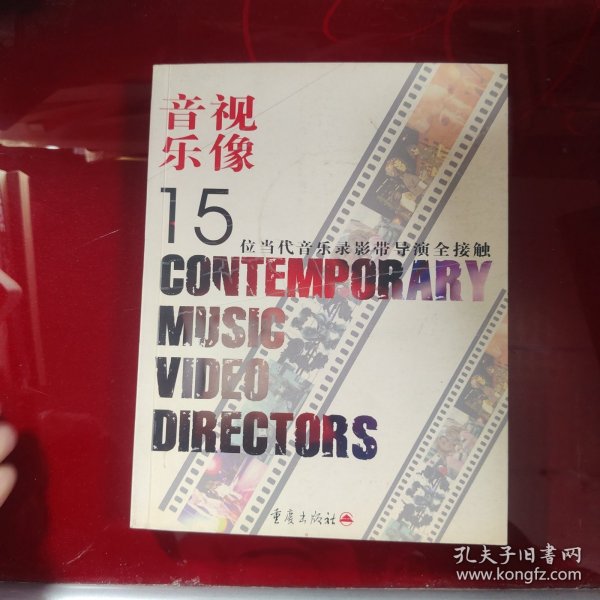 音视
乐像
15
位当代音乐录影带导演全接触
CONTEMPORARY
MUSIC
VIDEO
DIRECTORS
重庆出版社
孔夫子旧书网
www.kongfz.com